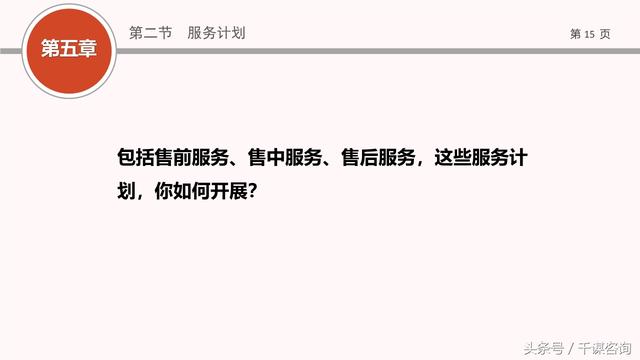 第五章
第二节 服务计划
第 15 页
包括售前服务、售中服务、售后服务，这些服务计
划，你如何开展？
头条号／千谋咨询